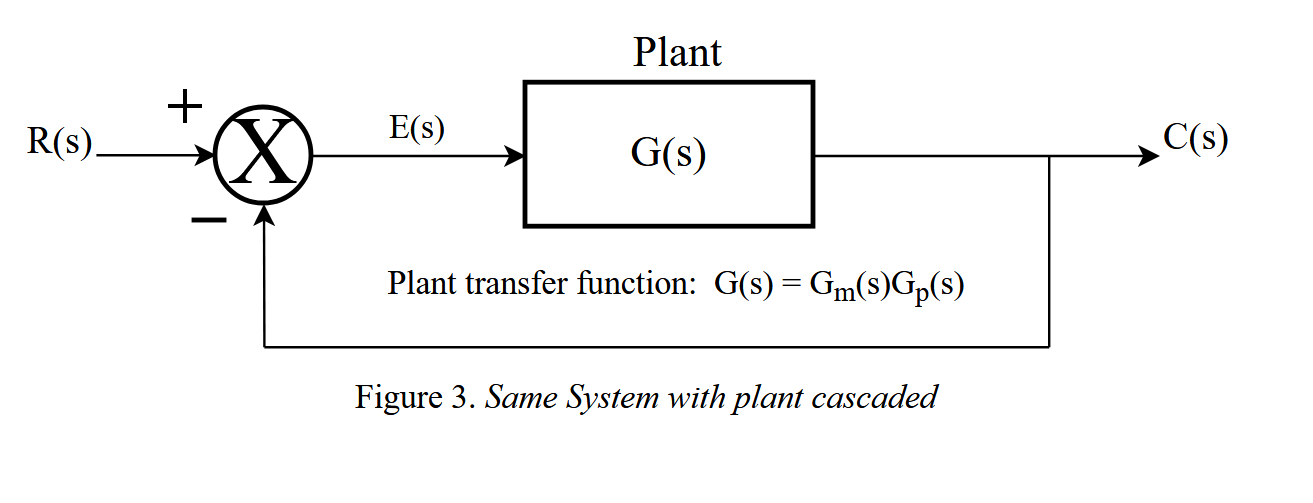 Plant
+
R(s)
X
E(s)
G(s)
C(s)
−
Plant transfer function: G(s) = Gm(s)Gp(s)
Figure 3. Same System with plant cascaded